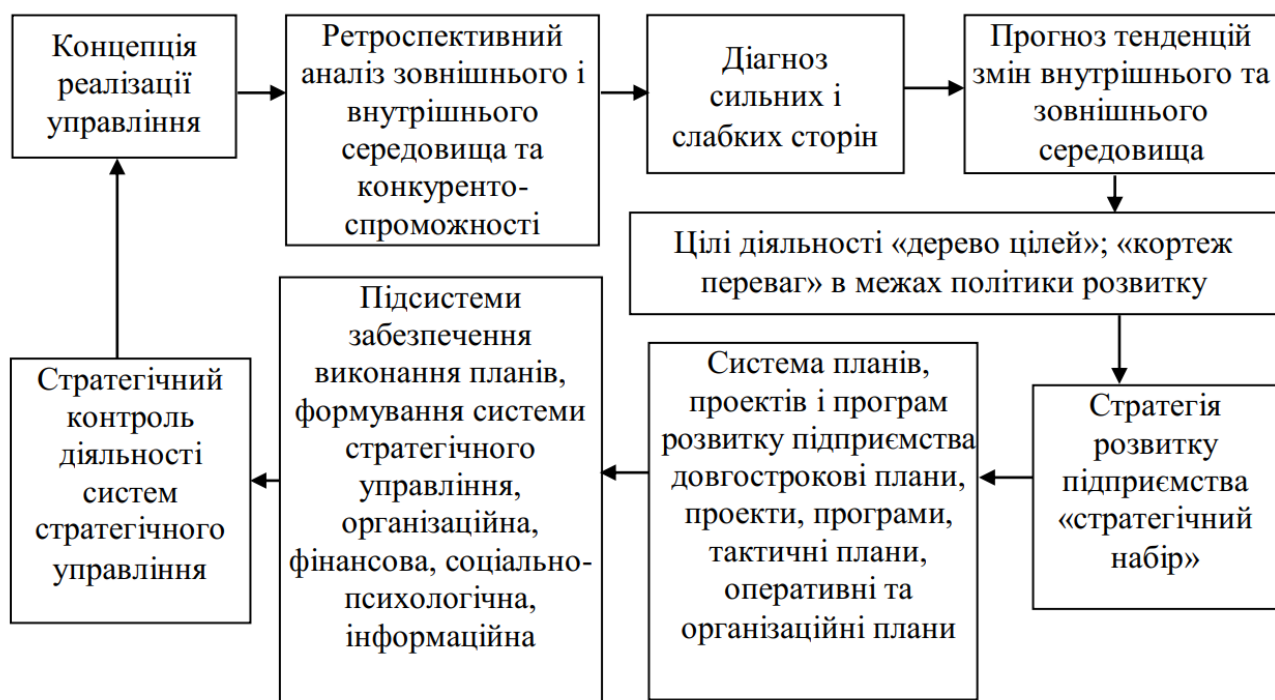 Концепція
реалізації
управління
Ретроспективний
аналіз зовнішнього і
внутрішнього
середовища та
конкуренто-
спроможності
Діагноз
сильних і
слабких сторін
Прогноз тенденцій
змін внутрішнього та
зовнішнього
середовища
Цілі діяльності «дерево цілей»; «кортеж
переваг» в межах політики розвитку
Стратегія
розвитку
підприємства
«стратегічний
набір»
Система планів,
проектів і програм
розвитку підприємства
довгострокові плани,
проекти, програми,
тактичні плани,
оперативні та
організаційні плани
Підсистеми
забезпечення
виконання планів,
формування системи
стратегічного
управління,
організаційна,
фінансова, соціально-
психологічна,
інформаційна
Стратегічний
контроль
діяльності
систем
стратегічного
управління